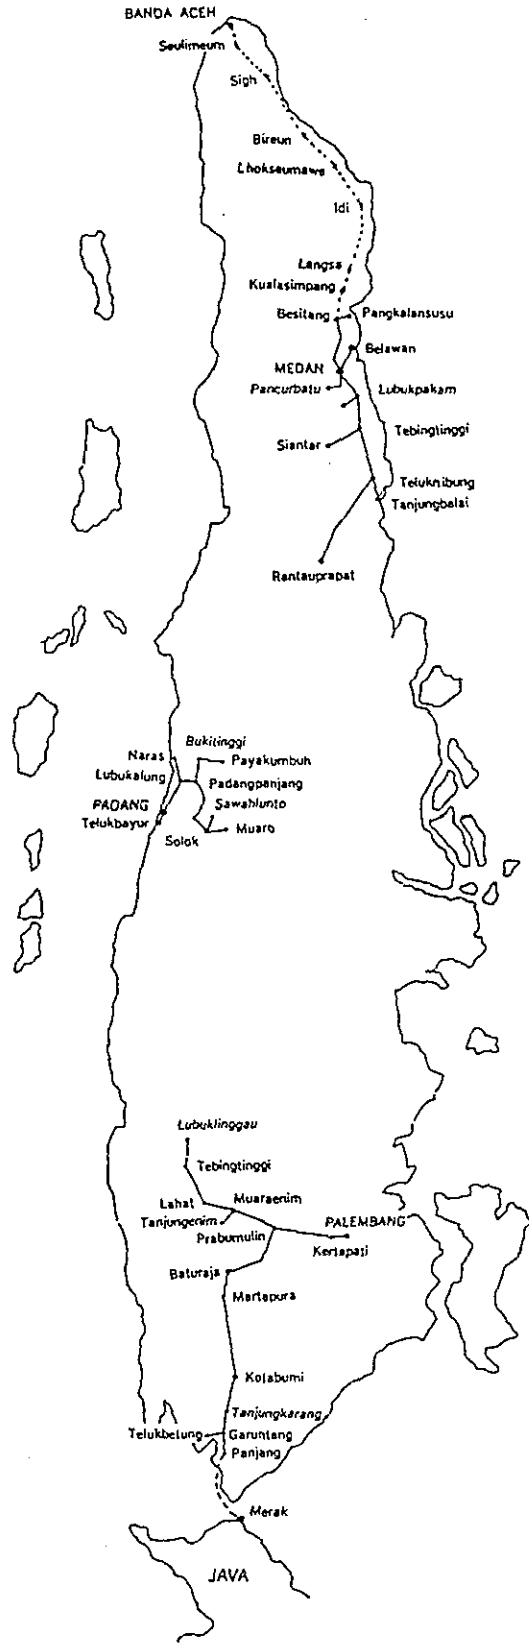 BANDA ACEH
Seulimeum
Sigh
Bireun
Lhokseumawe
Idi
Langsa
Kualasimpang
Besitang
Pangkalansusu
Belawan
MEDAN
Pancurbatu
Lubukpakam
Tebingtinggi
Siantar
Teluknibung
Tanjungbalai
Rantauprapat
Bukitinggi
Naras
Payakumbuh
Lubukalung
Padangpanjang
PADANG
Sawahlunto
Telukbayur
Solok
Muaro
Lubuklinggau
Tebingtinggi
Lahat
Muaraenim
Tanjungenim
PALEMBANG
Prabumulin
Kertapati
Baturaja
Martapura
Kotabumi
Tanjungkarang
Telukbetung
Garuntang
Panjang
Merak
JAVA